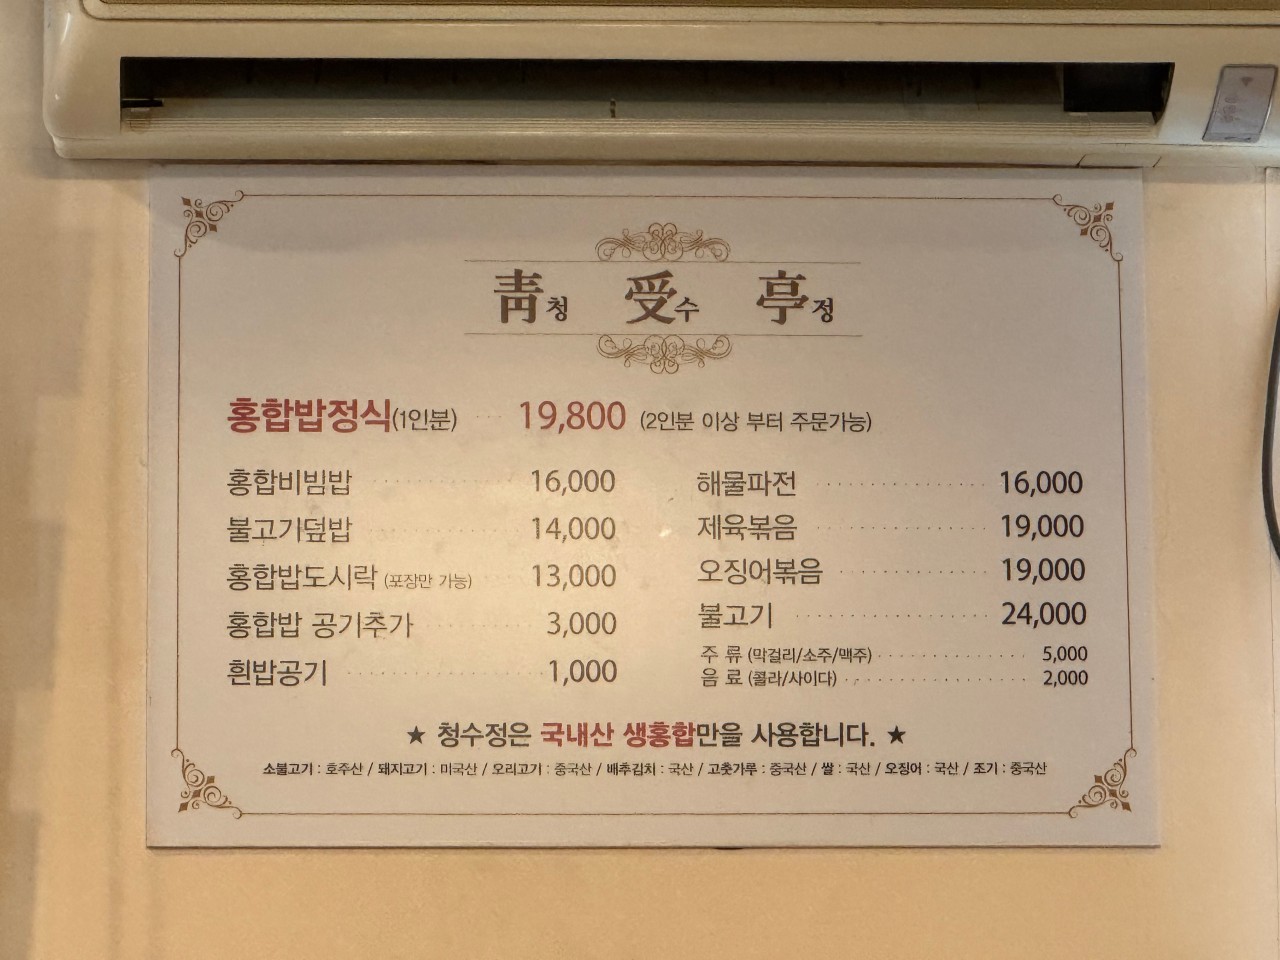 靑청 受수 亭정
홍합밥정식(1인분) 19,800 (2인분 이상 부터 주문가능)
홍합비빔밥 16,000
불고기덮밥 14,000
홍합밥도시락 (포장만 가능) 13,000
홍합밥 공기추가 3,000
흰밥공기 1,000
해물파전 16,000
제육볶음 19,000
오징어볶음 19,000
불고기 24,000
주 류 (막걸리/소주/맥주) 5,000
음 료 (콜라/사이다) 2,000
★ 청수정은 국내산 생홍합만을 사용합니다. ★
소불고기 : 호주산 / 돼지고기 : 미국산 / 오리고기 : 중국산 / 배추김치 : 국산 / 고춧가루 : 중국산 / 쌀 : 국산 / 오징어 : 국산 / 조기 : 중국산